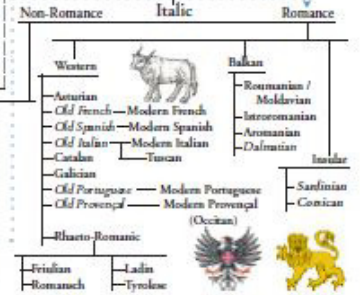 Non-Romance Italic Romance
Western Balkan
Asturian
Old French Modern French
Old Spanish Modern Spanish
Old Italian Modern Italian
Catalan Tuscan
Galician
Old Portuguese Modern Portuguese
Old Provençal Modern Provençal
(Occitan)
Rhaeto-Romanic
Friulian Ladin
Romansch Tyrolese
Roumanian /
Moldavian
Istroromanian
Aromanian
Dalmatian
Insular
Sardinian
Corsican